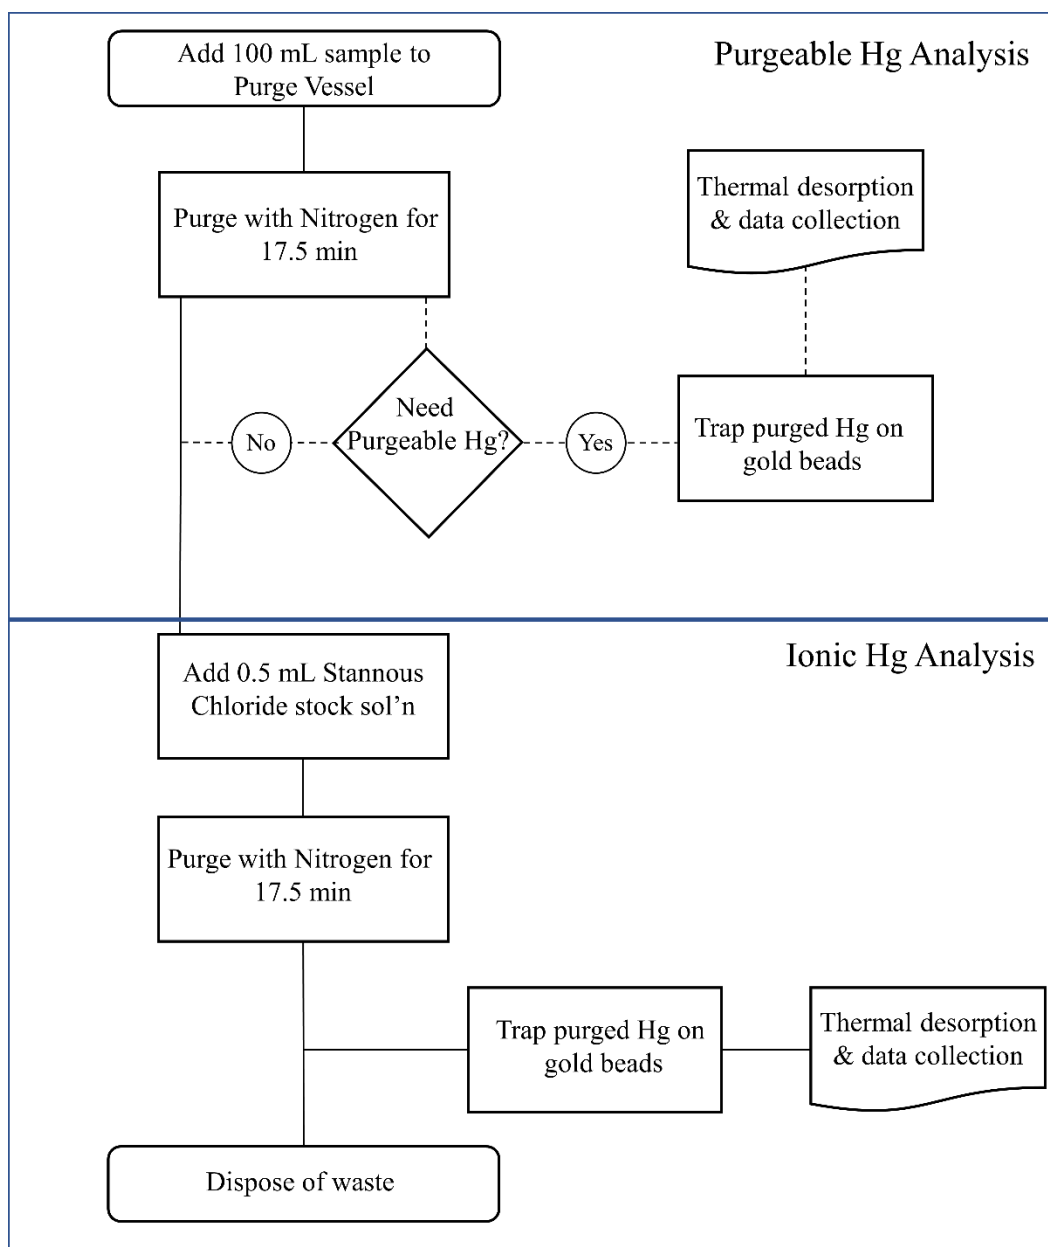 Purgeable Hg Analysis
Add 100 mL sample to
Purge Vessel
Purge with Nitrogen for
17.5 min
Thermal desorption
& data collection
Need
Purgeable Hg?
No
Yes
Trap purged Hg on
gold beads
Ionic Hg Analysis
Add 0.5 mL Stannous
Chloride stock sol’n
Purge with Nitrogen for
17.5 min
Trap purged Hg on
gold beads
Thermal desorption
& data collection
Dispose of waste